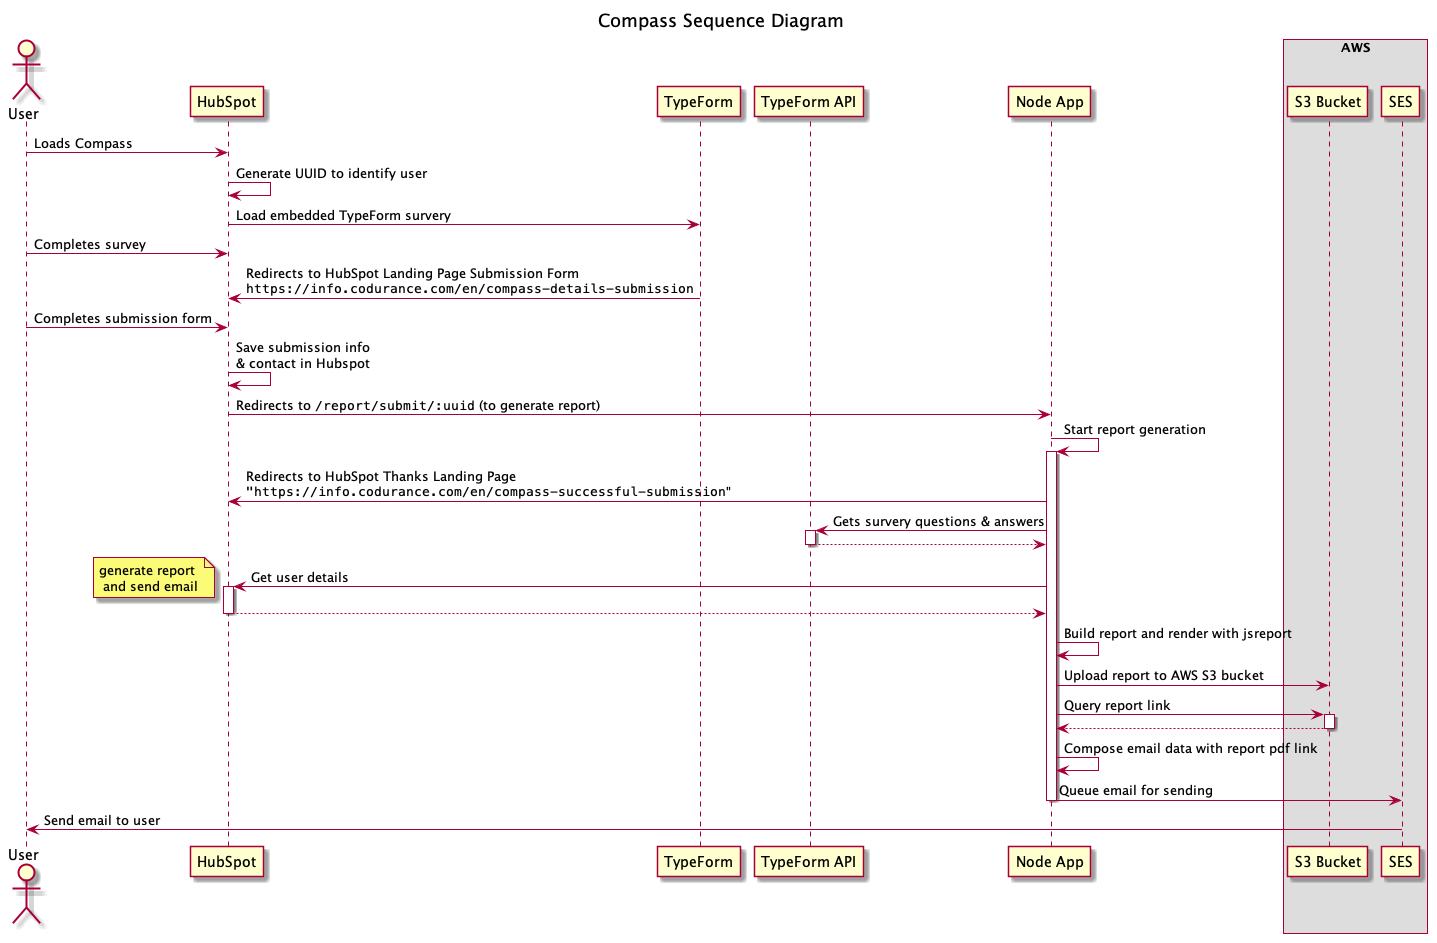 Compass Sequence Diagram
AWS
User
HubSpot
TypeForm
TypeForm API
Node App
S3 Bucket
SES
Loads Compass
Generate UUID to identify user
Load embedded TypeForm survery
Completes survey
Redirects to HubSpot Landing Page Submission Form
https://info.codurance.com/en/compass-details-submission
Completes submission form
Save submission info
& contact in Hubspot
Redirects to /report/submit/:uuid (to generate report)
Start report generation
Redirects to HubSpot Thanks Landing Page
"https://info.codurance.com/en/compass-successful-submission"
Gets survery questions & answers
generate report
and send email
Get user details
Build report and render with jsreport
Upload report to AWS S3 bucket
Query report link
Compose email data with report pdf link
Queue email for sending
Send email to user
User
HubSpot
TypeForm
TypeForm API
Node App
S3 Bucket
SES